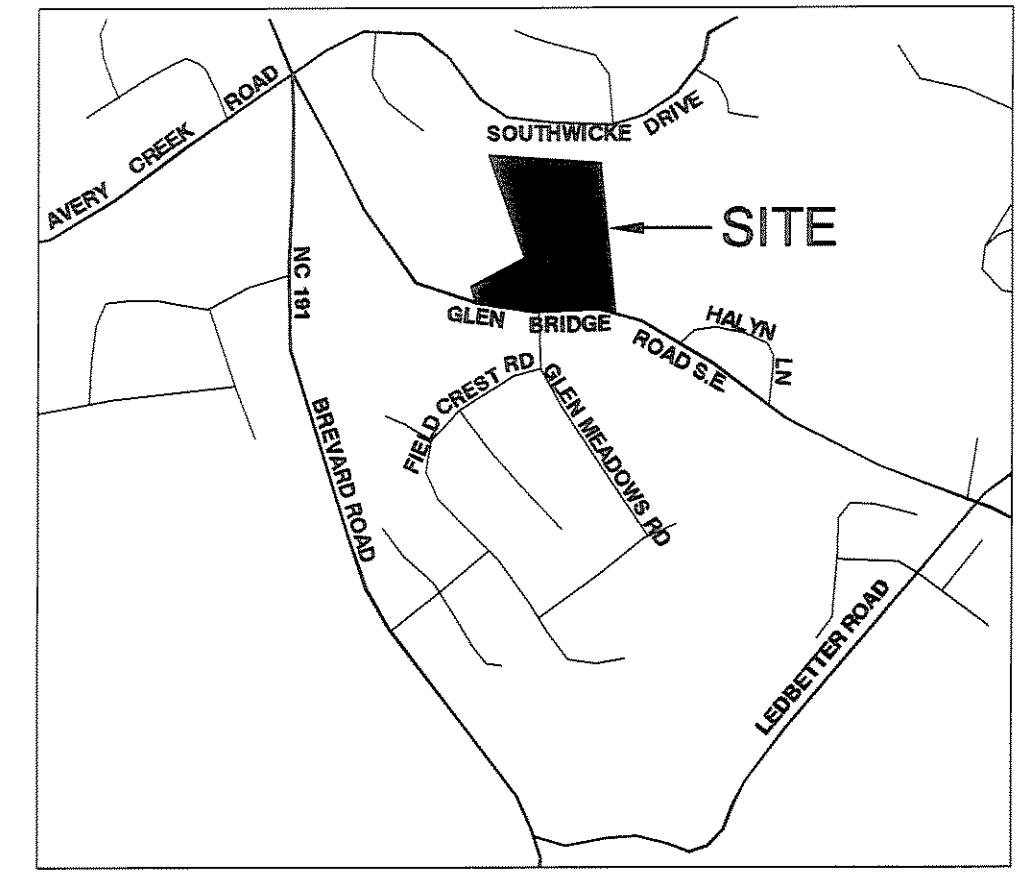 AVERY CREEK ROAD
SOUTHWICKE DRIVE
SITE
NC 191
GLEN BRIDGE ROAD S.E
HALYN LN
FIELD CREST RD
GLEN MEADOWS RD
BREVARD ROAD
LEDBETTER ROAD